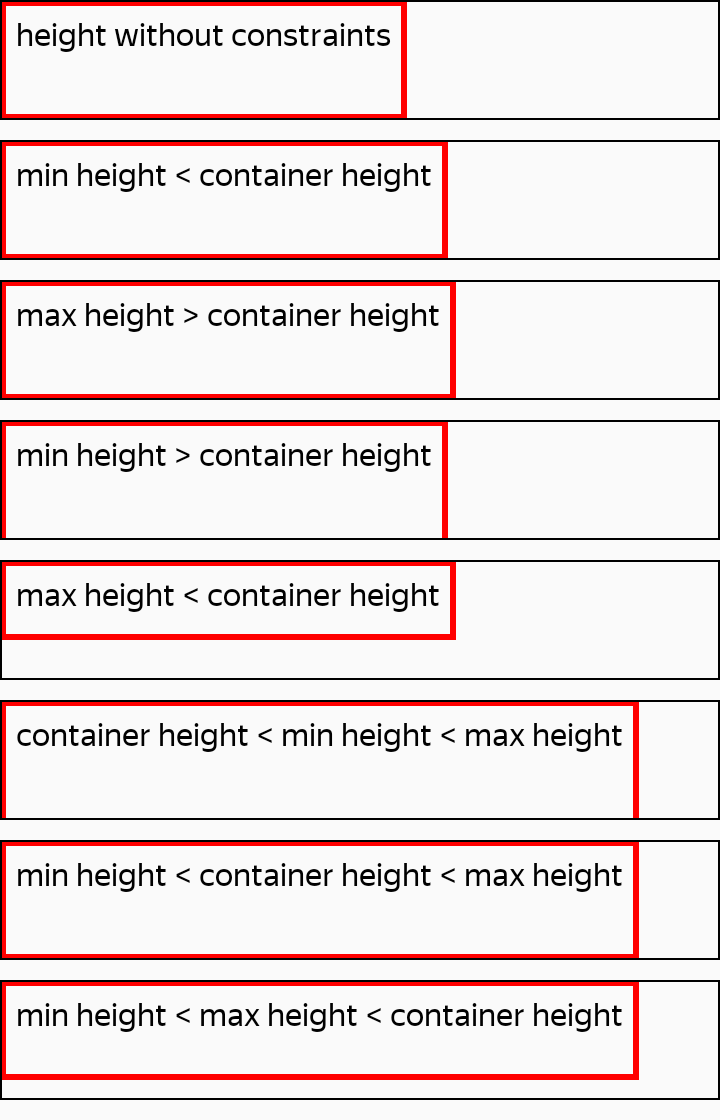 height without constraints
min height < container height
max height > container height
min height > container height
max height < container height
container height < min height < max height
min height < container height < max height
min height < max height < container height